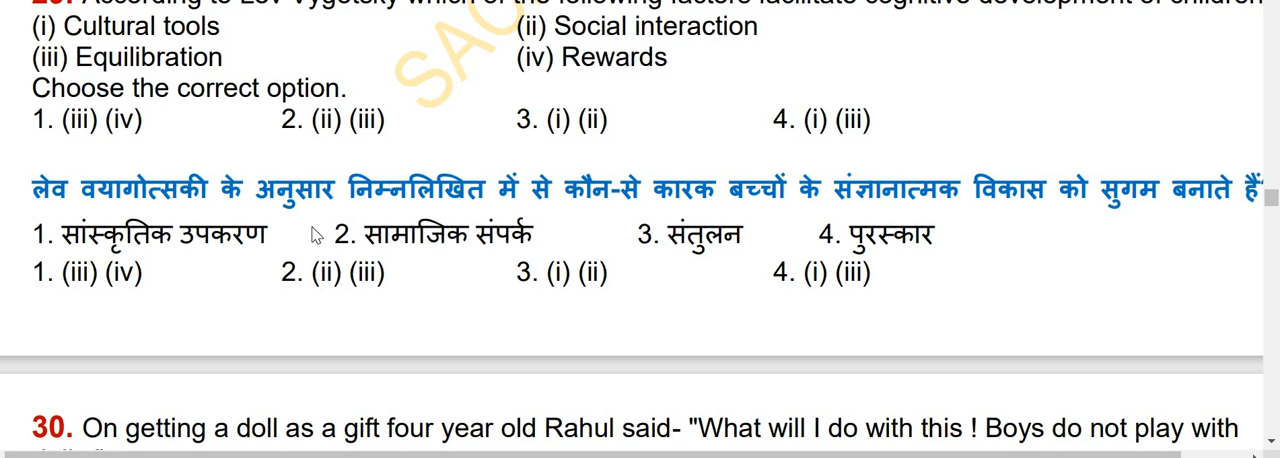 (i) Cultural tools (ii) Social interaction
(iii) Equilibration (iv) Rewards
Choose the correct option.
1. (iii) (iv) 2. (ii) (iii) 3. (i) (ii) 4. (i) (iii)
लेव वयागोत्सकी के अनुसार निम्नलिखित में से कौन-से कारक बच्चों के संज्ञानात्मक विकास को सुगम बनाते हैं
1. सांस्कृतिक उपकरण 2. सामाजिक संपर्क 3. संतुलन 4. पुरस्कार
1. (iii) (iv) 2. (ii) (iii) 3. (i) (ii) 4. (i) (iii)
30. On getting a doll as a gift four year old Rahul said- "What will I do with this ! Boys do not play with